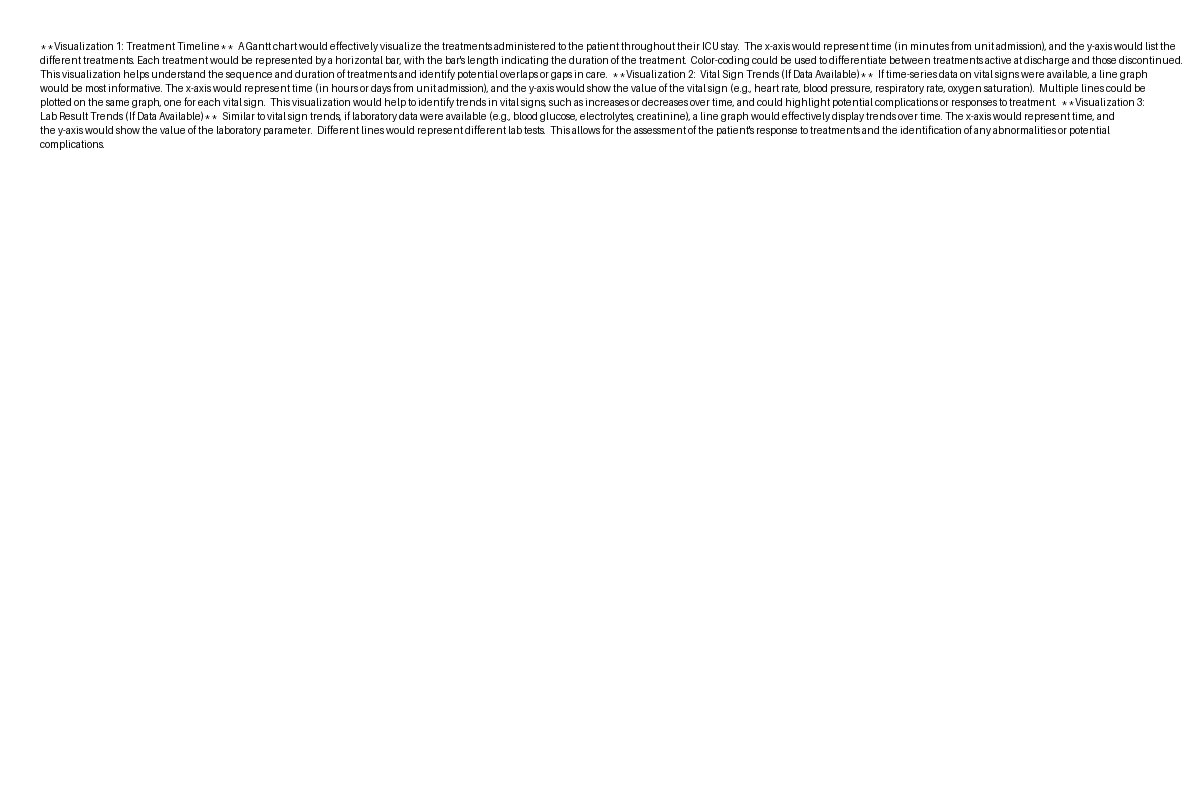 **Visualization 1: Treatment Timeline** A Gantt chart would effectively visualize the treatments administered to the patient throughout their ICU stay. The x-axis would represent time (in minutes from unit admission), and the y-axis would list the
different treatments. Each treatment would be represented by a horizontal bar, with the bar's length indicating the duration of the treatment. Color-coding could be used to differentiate between treatments active at discharge and those discontinued.
This visualization helps understand the sequence and duration of treatments and identify potential overlaps or gaps in care. **Visualization 2: Vital Sign Trends (If Data Available)** If time-series data on vital signs were available, a line graph
would be most informative. The x-axis would represent time (in hours or days from unit admission), and the y-axis would show the value of the vital sign (e.g., heart rate, blood pressure, respiratory rate, oxygen saturation). Multiple lines could be
plotted on the same graph, one for each vital sign. This visualization would help to identify trends in vital signs, such as increases or decreases over time, and could highlight potential complications or responses to treatment. **Visualization 3:
Lab Result Trends (If Data Available)** Similar to vital sign trends, if laboratory data were available (e.g., blood glucose, electrolytes, creatinine), a line graph would effectively display trends over time. The x-axis would represent time, and
the y-axis would show the value of the laboratory parameter. Different lines would represent different lab tests. This allows for the assessment of the patient's response to treatments and the identification of any abnormalities or potential
complications.